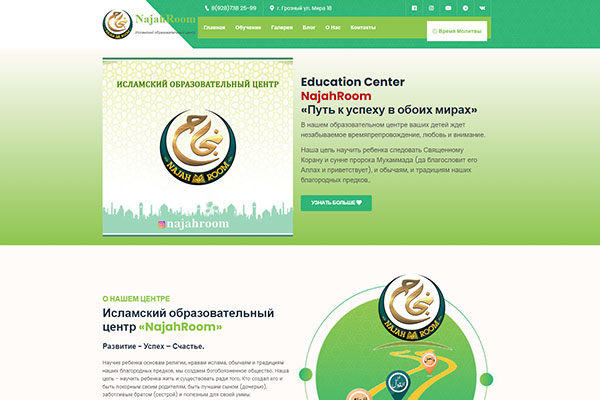 8(928)738 25-99
г. Грозный ул. Мира 18
NajahRoom
Исламский образовательный центр
Главная
Обучение
Галерея
Блог
О Нас
Контакты
Время Молитвы
ИСЛАМСКИЙ ОБРАЗОВАТЕЛЬНЫЙ ЦЕНТР
نجاح
NAJAH ROOM
najahroom
Education Center
NajahRoom
«Путь к успеху в обоих мирах»
В нашем образовательном центре ваших детей ждет
незабываемое времяпрепровождение, любовь и внимание.
Наша цель научить ребенка следовать Священному
Корану и сунне пророка Мухаммада (да благословит его
Аллах и приветствует), и обычаям, и традициям наших
благородных предков..
УЗНАТЬ БОЛЬШЕ
О НАШЕМ ЦЕНТРЕ
Исламский образовательный
центр «NajahRoom»
Развитие - Успех - Счастье.
Научив ребенка основам религии, нравам ислама, обычаям и традициям
наших благородных предков, мы создаем богобоязненное общество. Наша
цель - научить ребенка жить и существовать ради того, Кто создал его и
быть покорным своим родителям, быть лучшим сыном (дочерью),
заботливым братом (сестрой) и полезным для своей уммы.
نجاح
NAJAH ROOM